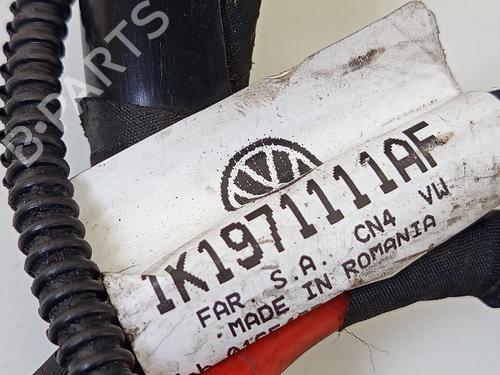 B-PARTS
1K1971111AF
FAR S.A. CN4 VW
MADE IN ROMANIA